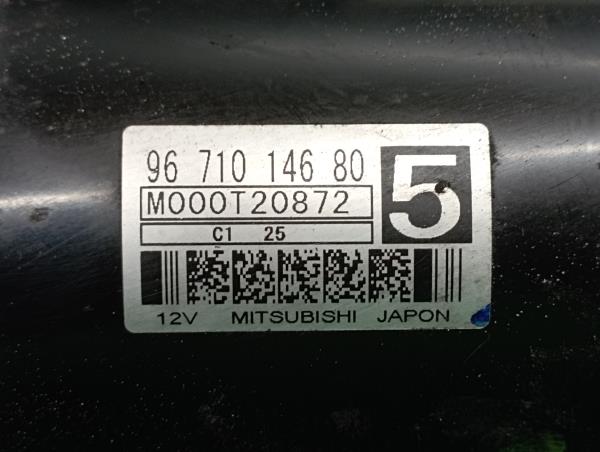 96 710 146 80
5
M000T20872
C1 25
12V MITSUBISHI JAPON